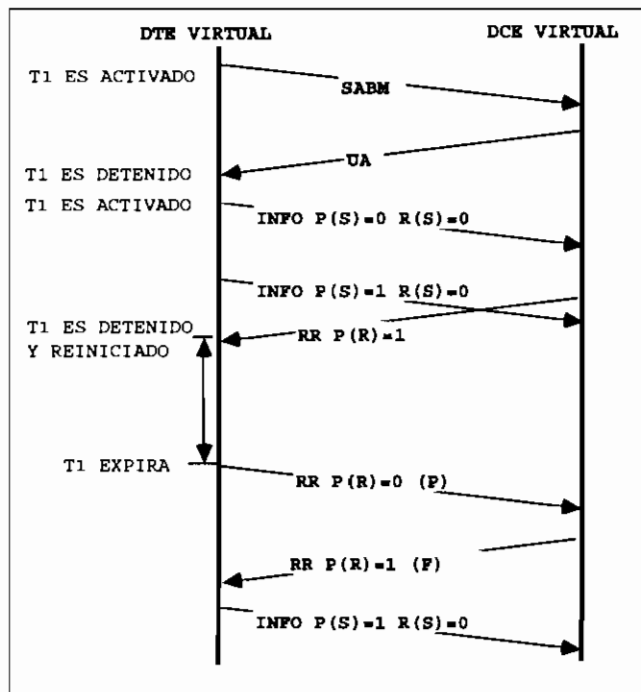 DTE VIRTUAL DCE VIRTUAL
T1 ES ACTIVADO
SABM
UA
T1 ES DETENIDO
T1 ES ACTIVADO
INFO P(S)=0 R(S)=0
INFO P(S)=1 R(S)=0
T1 ES DETENIDO
Y REINICIADO
RR P(R)=1
T1 EXPIRA
RR P(R)=0 (P)
RR P(R)=1 (F)
INFO P(S)=1 R(S)=0